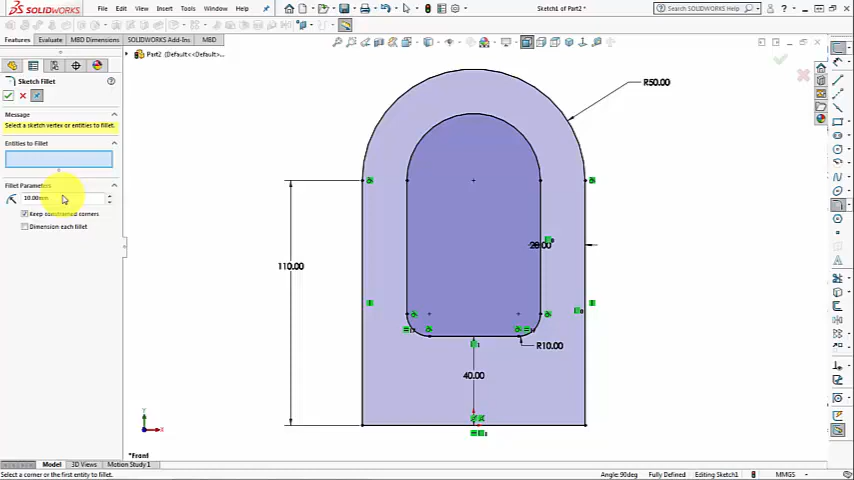 SOLIDWORKS File Edit View Insert Tools Window Help Sketch1 of Part2 * Search SOLIDWORKS Help
Features Evaluate MBD Dimensions SOLIDWORKS Add-Ins MBD
Part2 (Default<<Default>...
Sketch Fillet
Message
Select a sketch vertex or entities to fillet.
Entities to Fillet
Fillet Parameters
10.00mm
Keep constrained corners
Dimension each fillet
R50.00
110.00
28.00
R10.00
40.00
Y
X
*Front
Model 3D Views Motion Study 1
Select a corner or the first entity to fillet. Angle:90deg Fully Defined Editing Sketch1 MMGS